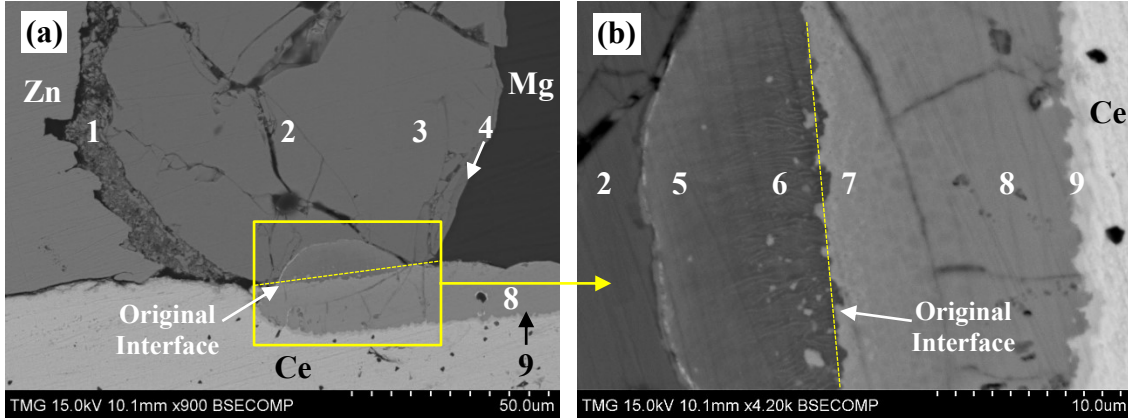 (a)
Zn
Mg
1
2
3
4
Original
Interface
8
9
Ce
TMG 15.0kV 10.1mm x900 BSECOMP
50.0um
(b)
Ce
2
5
6
7
8
9
Original
Interface
TMG 15.0kV 10.1mm x4.20k BSECOMP
10.0um